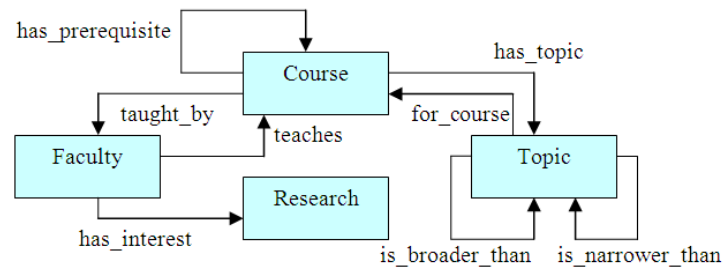 has_prerequisite
Course
has_topic
taught_by
for_course
teaches
Faculty
Topic
Research
has_interest
is_broader_than
is_narrower_than